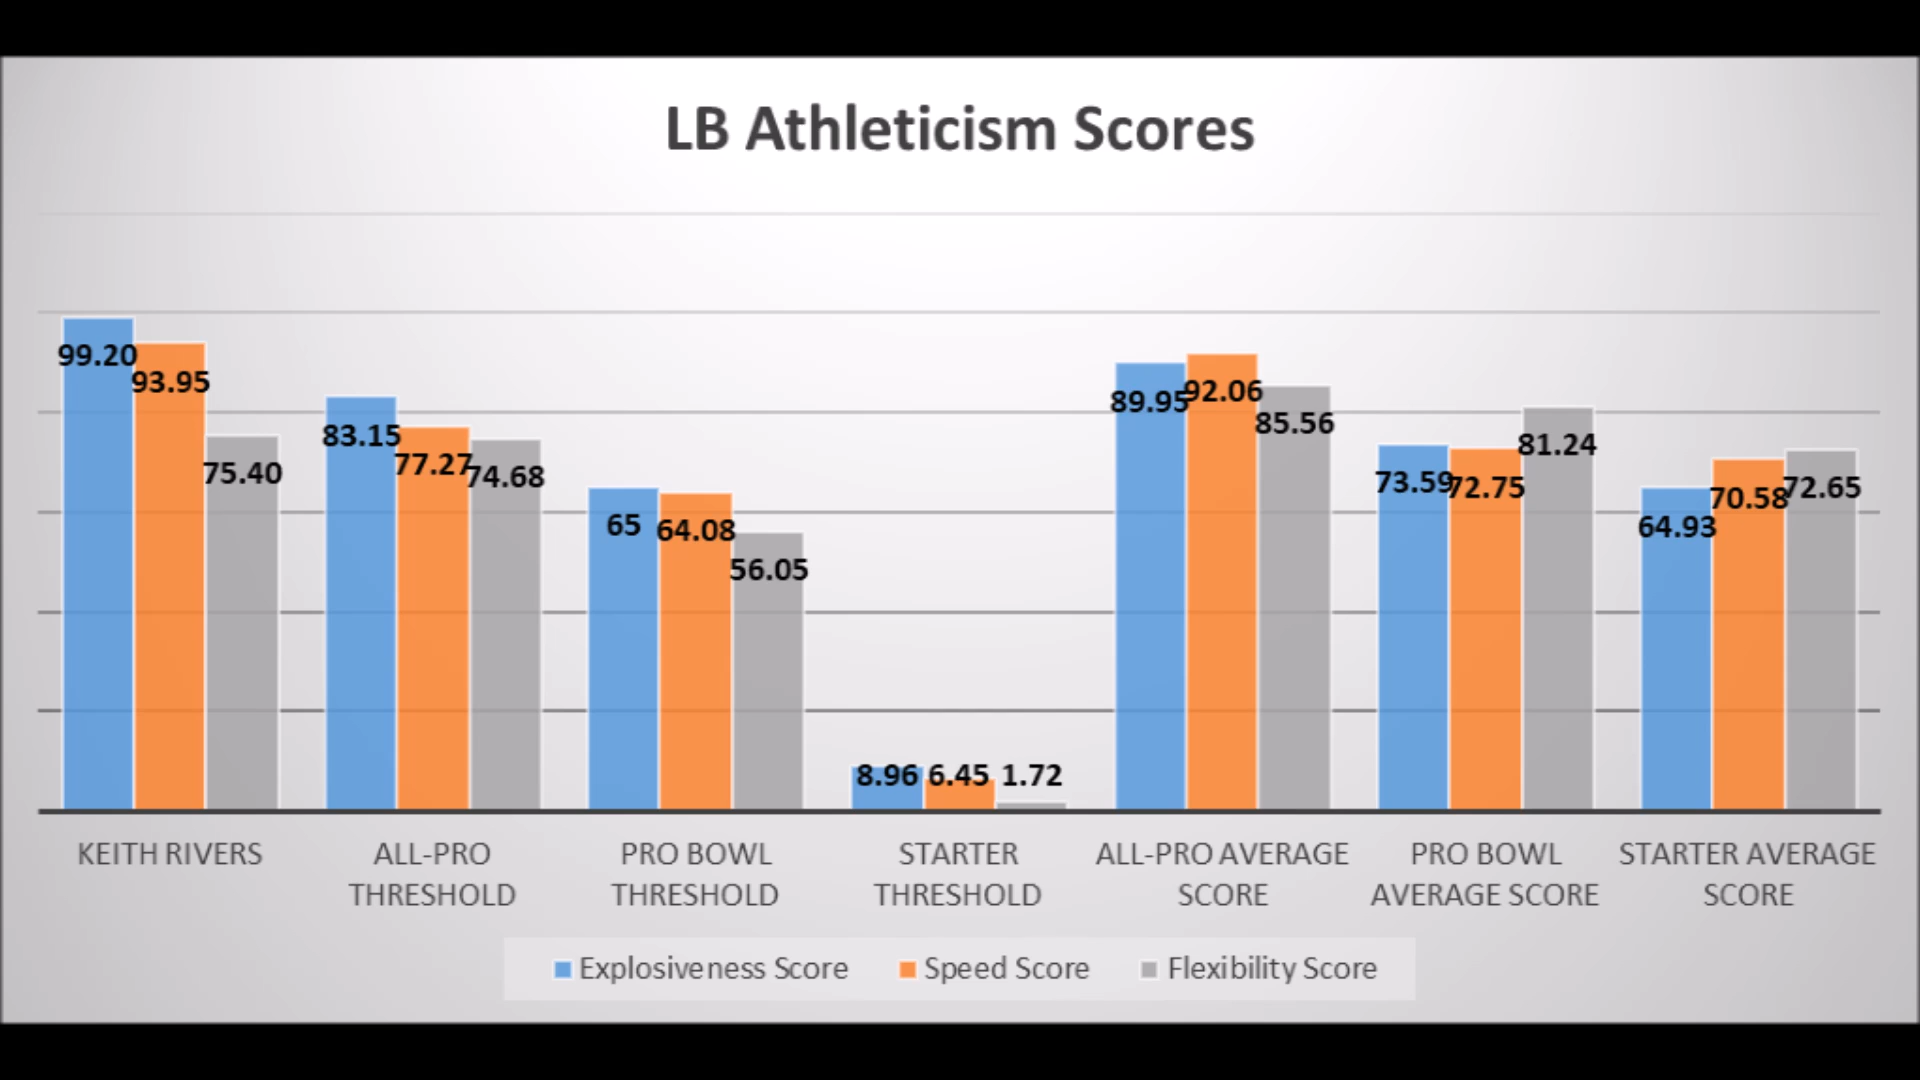 LB Athleticism Scores
99.20
93.95
75.40
83.15
77.27
74.68
65
64.08
56.05
8.96
6.45
1.72
89.95
92.06
85.56
73.59
72.75
81.24
64.93
70.58
72.65
KEITH RIVERS
ALL-PRO
THRESHOLD
PRO BOWL
THRESHOLD
STARTER
THRESHOLD
ALL-PRO AVERAGE
SCORE
PRO BOWL
AVERAGE SCORE
STARTER AVERAGE
SCORE
Explosiveness Score
Speed Score
Flexibility Score